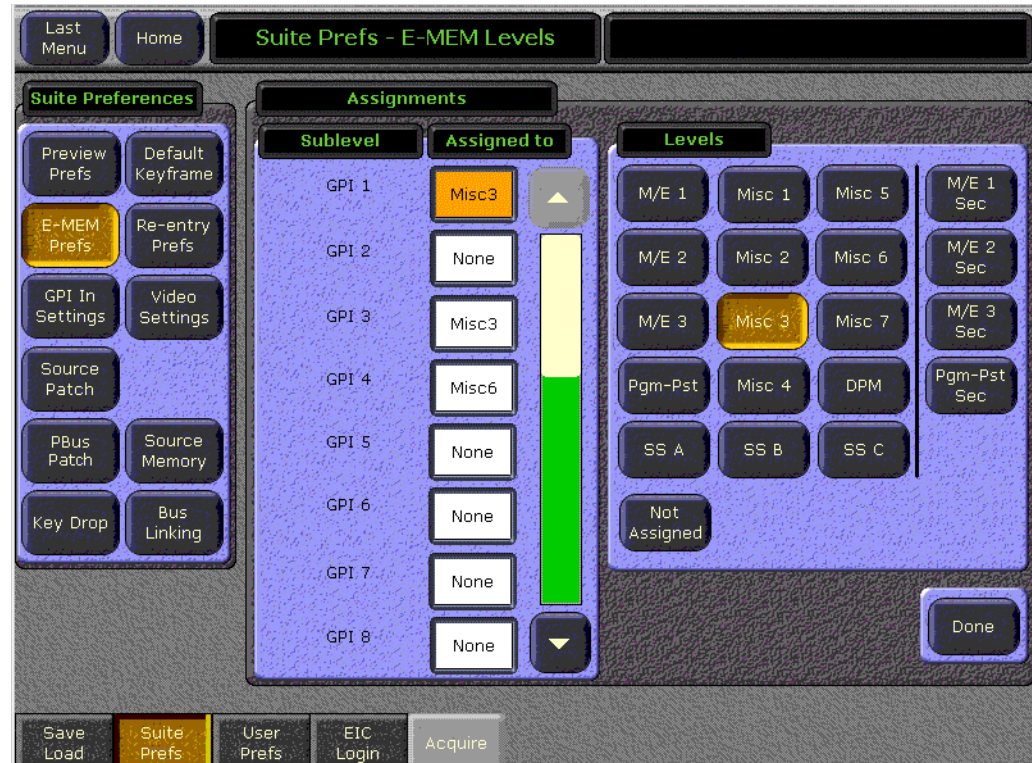 Last
Menu
Home
Suite Prefs - E-MEM Levels
Suite Preferences
Preview
Prefs
Default
Keyframe
E-MEM
Prefs
Re-entry
Prefs
GPI In
Settings
Video
Settings
Source
Patch
PBus
Patch
Source
Memory
Key Drop
Bus
Linking
Assignments
Sublevel
Assigned to
GPI 1
Misc3
GPI 2
None
GPI 3
Misc3
GPI 4
Misc6
GPI 5
None
GPI 6
None
GPI 7
None
GPI 8
None
Levels
M/E 1
Misc 1
Misc 5
M/E 1
Sec
M/E 2
Misc 2
Misc 6
M/E 2
Sec
M/E 3
Misc 3
Misc 7
M/E 3
Sec
Pgm-Pst
Misc 4
DPM
Pgm-Pst
Sec
SS A
SS B
SS C
Not
Assigned
Done
Save
Load
Suite
Prefs
User
Prefs
EIC
Login
Acquire